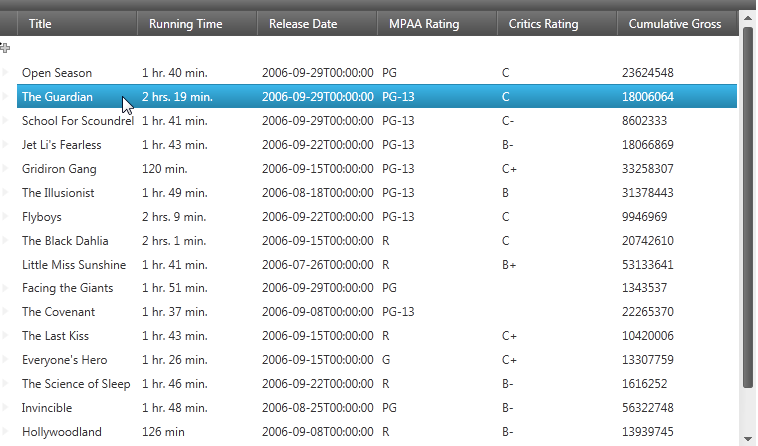 Title Running Time Release Date MPAA Rating Critics Rating Cumulative Gross
Open Season 1 hr. 40 min. 2006-09-29T00:00:00 PG C 23624548
The Guardian 2 hrs. 19 min. 2006-09-29T00:00:00 PG-13 C 18006064
School For Scoundrel 1 hr. 41 min. 2006-09-29T00:00:00 PG-13 C- 8602333
Jet Li's Fearless 1 hr. 43 min. 2006-09-22T00:00:00 PG-13 B- 18066869
Gridiron Gang 120 min. 2006-09-15T00:00:00 PG-13 C+ 33258307
The Illusionist 1 hr. 49 min. 2006-08-18T00:00:00 PG-13 B 31378443
Flyboys 2 hrs. 9 min. 2006-09-22T00:00:00 PG-13 C 9946969
The Black Dahlia 2 hrs. 1 min. 2006-09-15T00:00:00 R C 20742610
Little Miss Sunshine 1 hr. 41 min. 2006-07-26T00:00:00 R B+ 53133641
Facing the Giants 1 hr. 51 min. 2006-09-29T00:00:00 PG 1343537
The Covenant 1 hr. 37 min. 2006-09-08T00:00:00 PG-13 22265370
The Last Kiss 1 hr. 43 min. 2006-09-15T00:00:00 R C+ 10420006
Everyone's Hero 1 hr. 26 min. 2006-09-15T00:00:00 G C+ 13307759
The Science of Sleep 1 hr. 46 min. 2006-09-22T00:00:00 R B- 1616252
Invincible 1 hr. 48 min. 2006-08-25T00:00:00 PG B- 56322748
Hollywoodland 126 min 2006-09-08T00:00:00 R B- 13939745